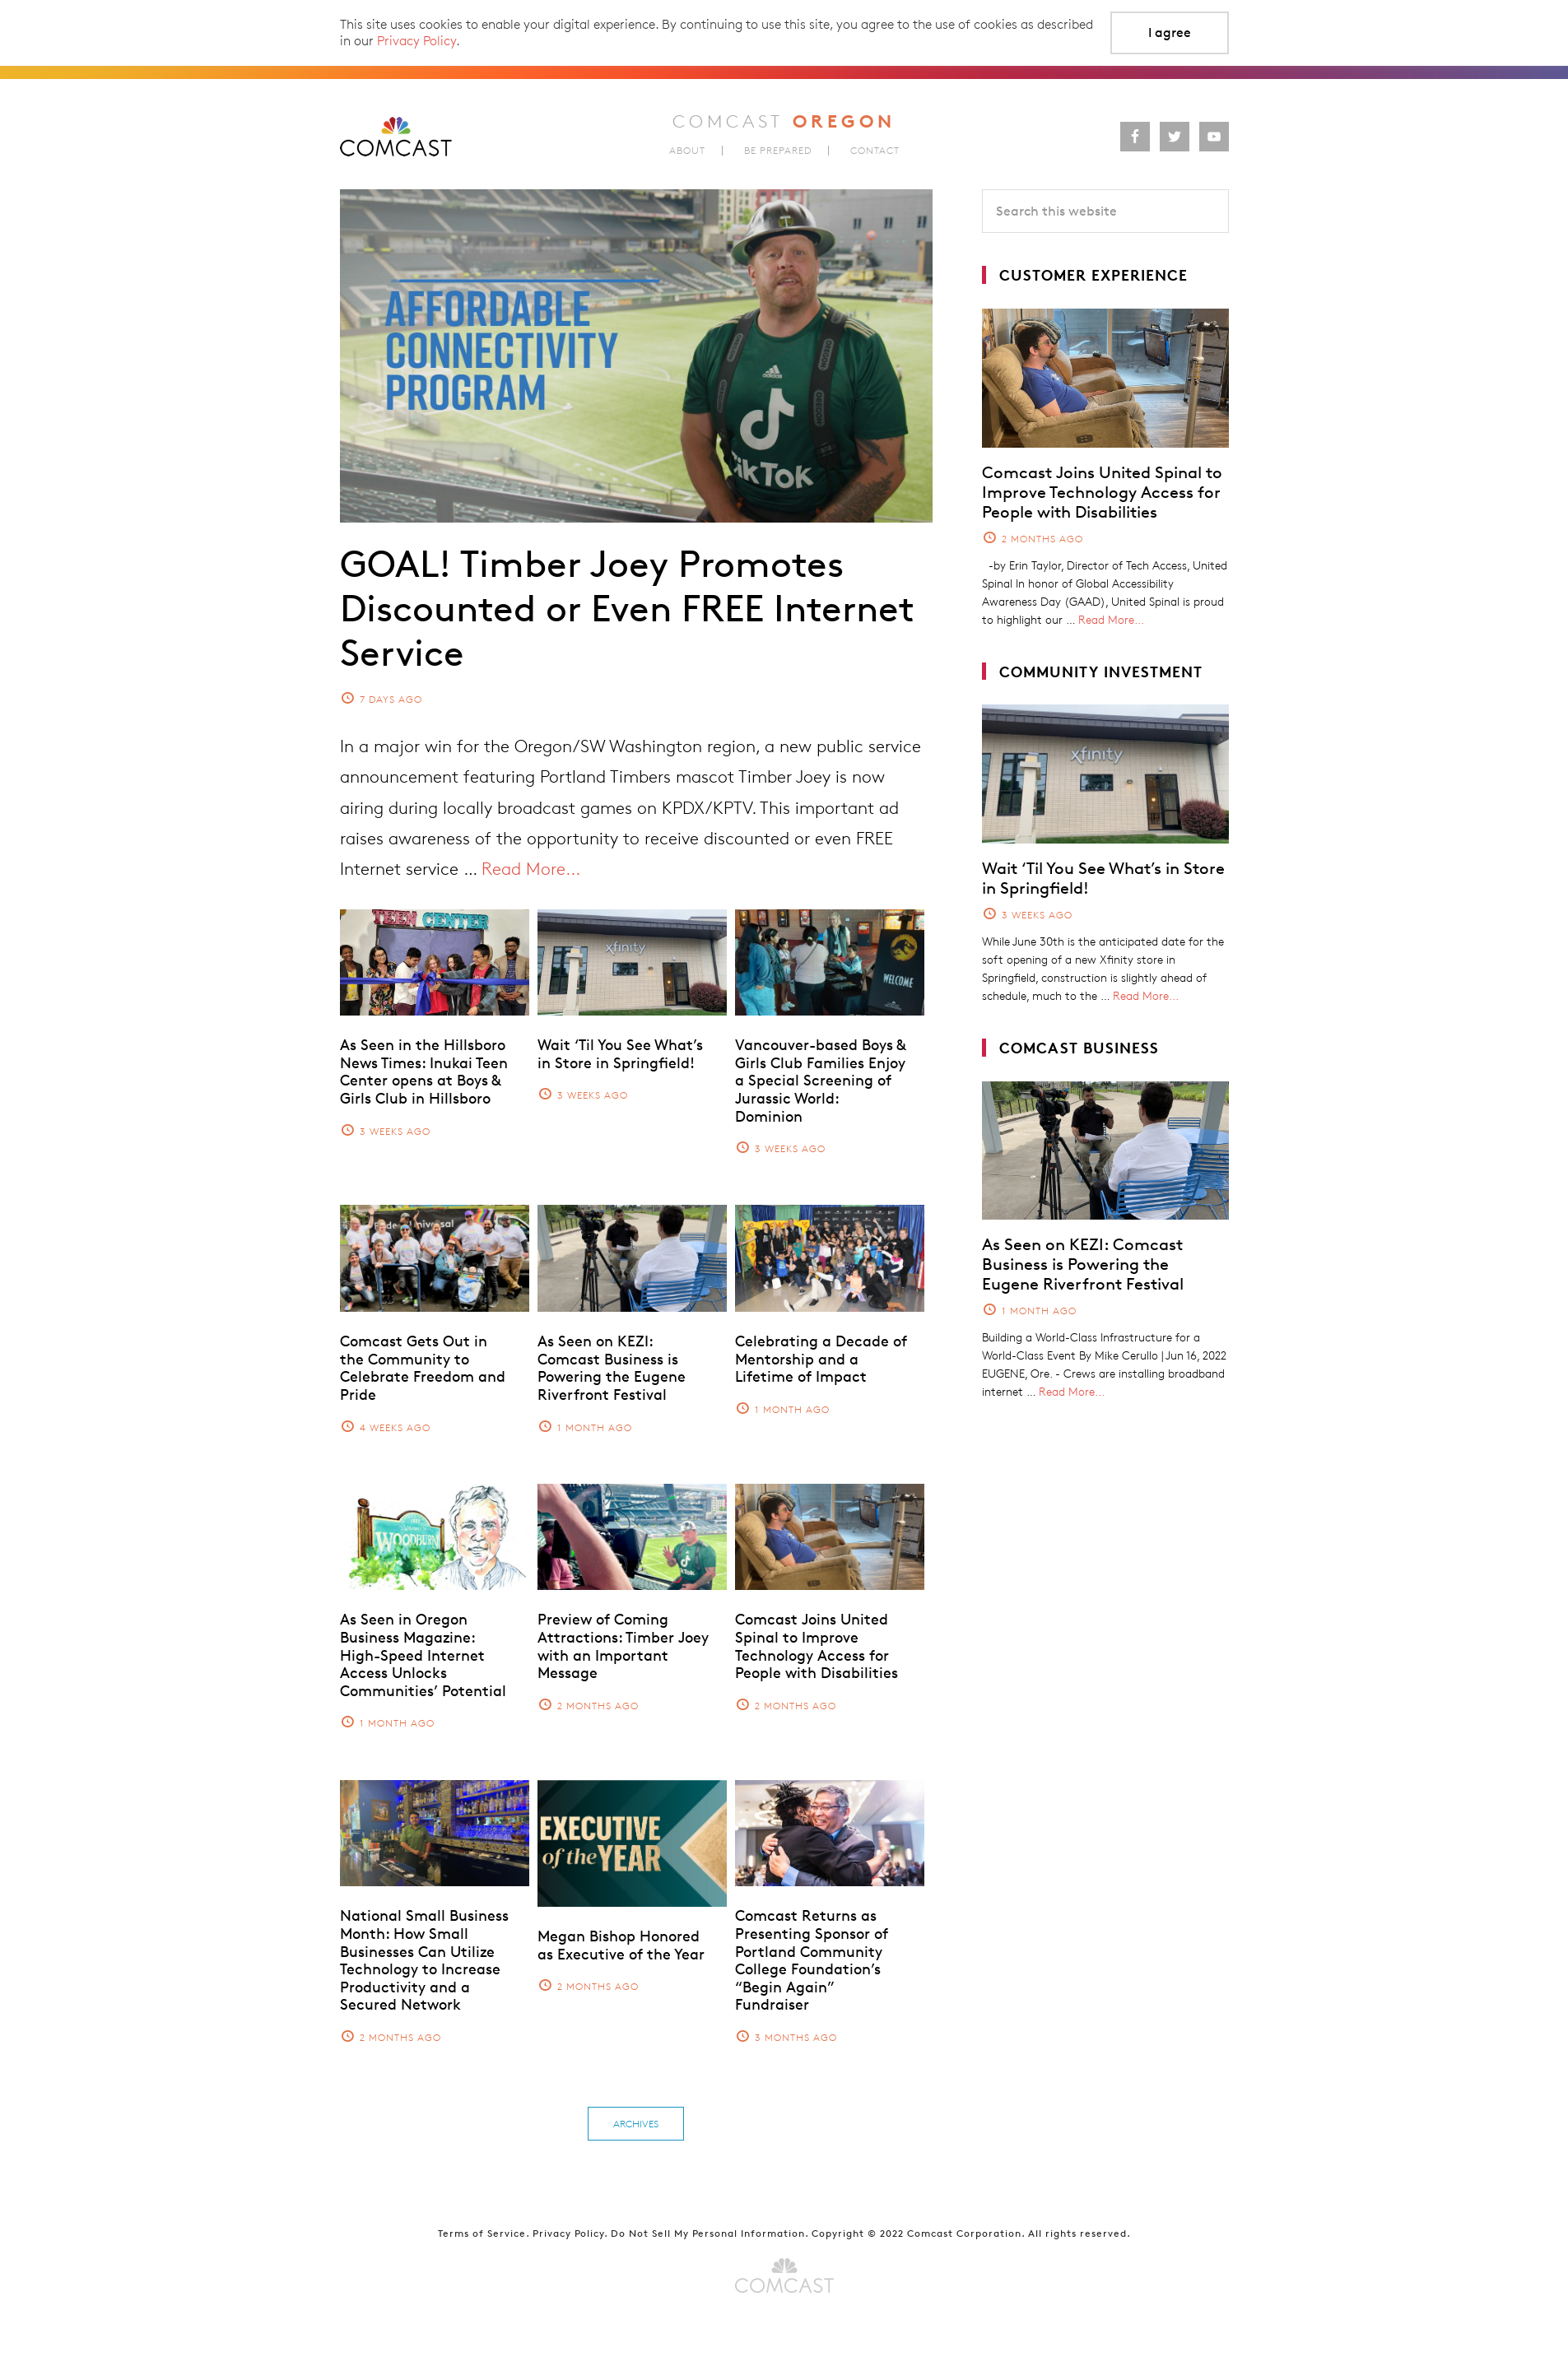 This site uses cookies to enable your digital experience. By continuing to use this site, you agree to the use of cookies as described
in our Privacy Policy.
I agree
COMCAST
COMCAST OREGON
ABOUT | BE PREPARED | CONTACT
Search this website
AFFORDABLE
CONNECTIVITY
PROGRAM
TikTok
GOAL! Timber Joey Promotes
Discounted or Even FREE Internet
Service
7 DAYS AGO
In a major win for the Oregon/SW Washington region, a new public service
announcement featuring Portland Timbers mascot Timber Joey is now
airing during locally broadcast games on KPDX/KPTV. This important ad
raises awareness of the opportunity to receive discounted or even FREE
Internet service ... Read More...
TEEN CENTER
As Seen in the Hillsboro
News Times: Inukai Teen
Center opens at Boys &
Girls Club in Hillsboro
3 WEEKS AGO
xfinity
Wait ‘Til You See What’s
in Store in Springfield!
3 WEEKS AGO
WELCOME
Vancouver-based Boys &
Girls Club Families Enjoy
a Special Screening of
Jurassic World:
Dominion
3 WEEKS AGO
Comcast Gets Out in
the Community to
Celebrate Freedom and
Pride
4 WEEKS AGO
As Seen on KEZI:
Comcast Business is
Powering the Eugene
Riverfront Festival
1 MONTH AGO
Celebrating a Decade of
Mentorship and a
Lifetime of Impact
1 MONTH AGO
WOODBURN
As Seen in Oregon
Business Magazine:
High-Speed Internet
Access Unlocks
Communities’ Potential
1 MONTH AGO
TikTok
Preview of Coming
Attractions: Timber Joey
with an Important
Message
2 MONTHS AGO
Comcast Joins United
Spinal to Improve
Technology Access for
People with Disabilities
2 MONTHS AGO
National Small Business
Month: How Small
Businesses Can Utilize
Technology to Increase
Productivity and a
Secured Network
2 MONTHS AGO
EXECUTIVE
of the YEAR
Megan Bishop Honored
as Executive of the Year
2 MONTHS AGO
Comcast Returns as
Presenting Sponsor of
Portland Community
College Foundation’s
“Begin Again”
Fundraiser
3 MONTHS AGO
ARCHIVES
CUSTOMER EXPERIENCE
Comcast Joins United Spinal to
Improve Technology Access for
People with Disabilities
2 MONTHS AGO
-by Erin Taylor, Director of Tech Access, United
Spinal In honor of Global Accessibility
Awareness Day (GAAD), United Spinal is proud
to highlight our ... Read More...
COMMUNITY INVESTMENT
xfinity
Wait ‘Til You See What’s in Store
in Springfield!
3 WEEKS AGO
While June 30th is the anticipated date for the
soft opening of a new Xfinity store in
Springfield, construction is slightly ahead of
schedule, much to the ... Read More...
COMCAST BUSINESS
As Seen on KEZI: Comcast
Business is Powering the
Eugene Riverfront Festival
1 MONTH AGO
Building a World-Class Infrastructure for a
World-Class Event By Mike Cerullo | Jun 16, 2022
EUGENE, Ore. - Crews are installing broadband
internet ... Read More...
Terms of Service. Privacy Policy. Do Not Sell My Personal Information. Copyright © 2022 Comcast Corporation. All rights reserved.
COMCAST